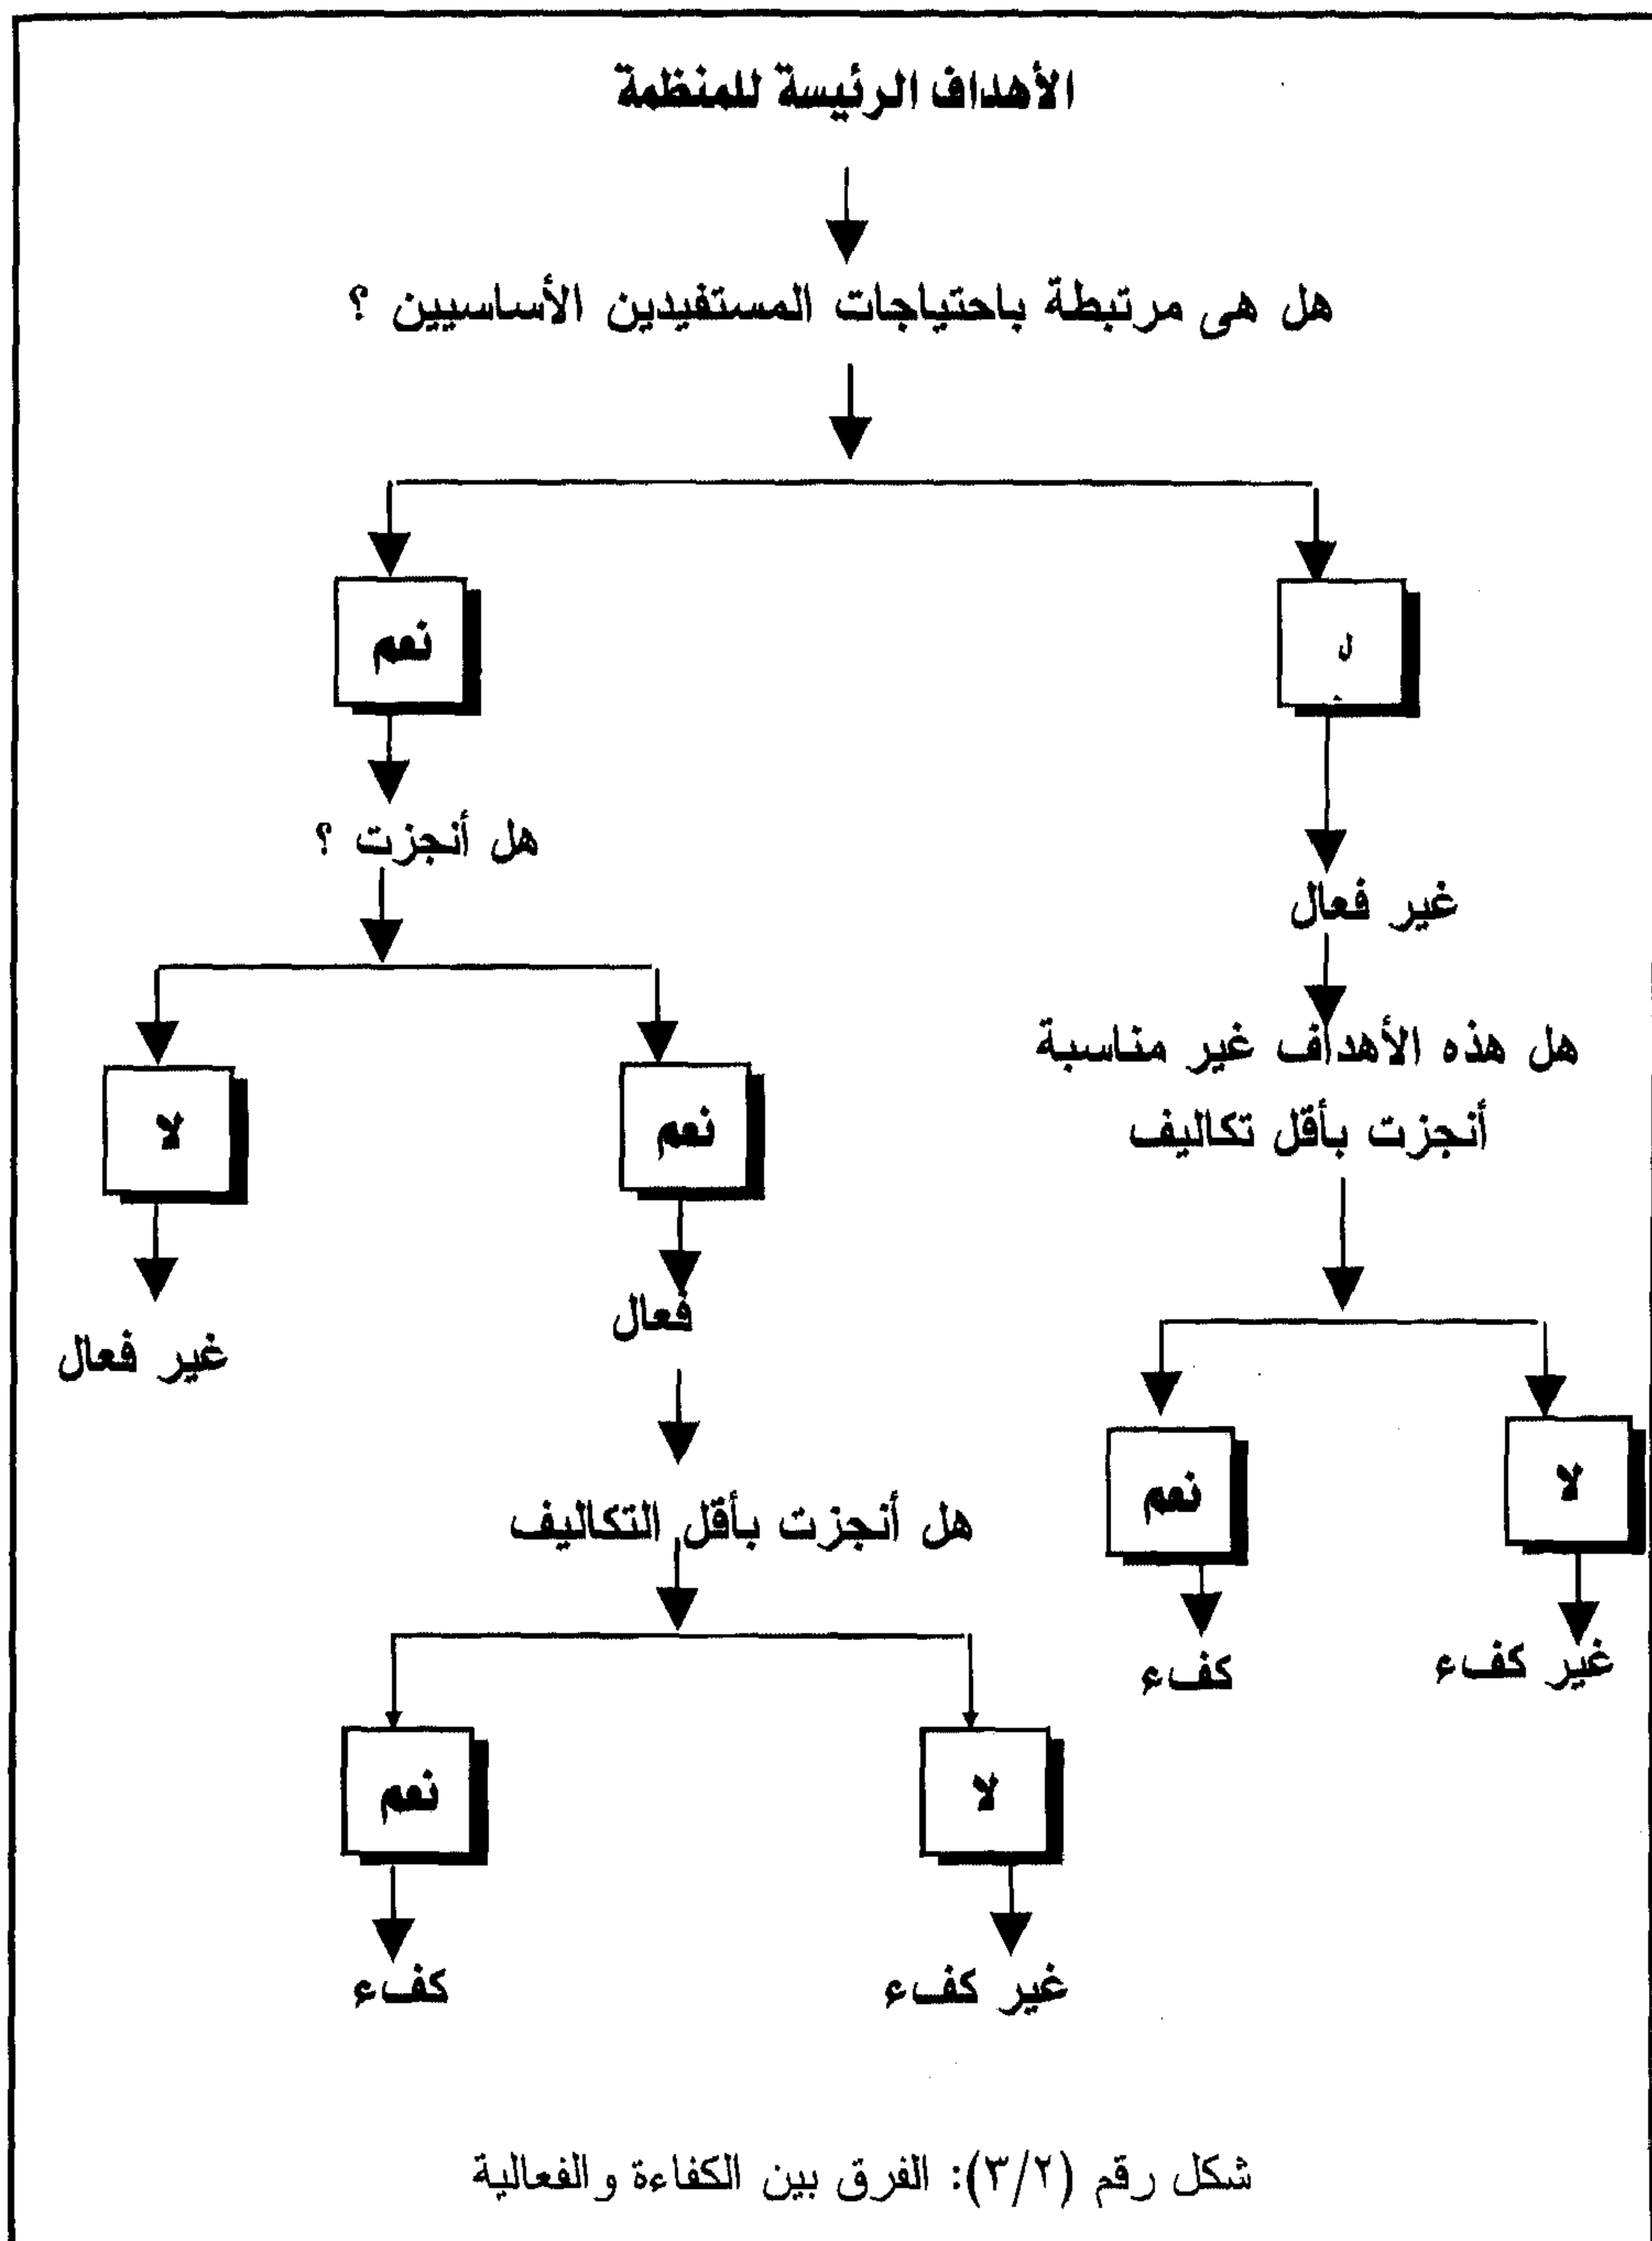 الأهداف الرئيسة للمنظمة
هل هى مرتبطة باحتياجات المستفيدين الأساسيين ؟
ل
نعم
هل أنجزت ؟
غير فعال
هل هذه الأهداف غير مناسبة
أنجزت بأقل تكاليف
نعم
لا
فعال
غير فعال
لا
نعم
هل أنجزت بأقل التكاليف
غير كفء
كفء
لا
نعم
غير كفء
كفء
شكل رقم (٣/٢): الفرق بين الكفاءة والفعالية